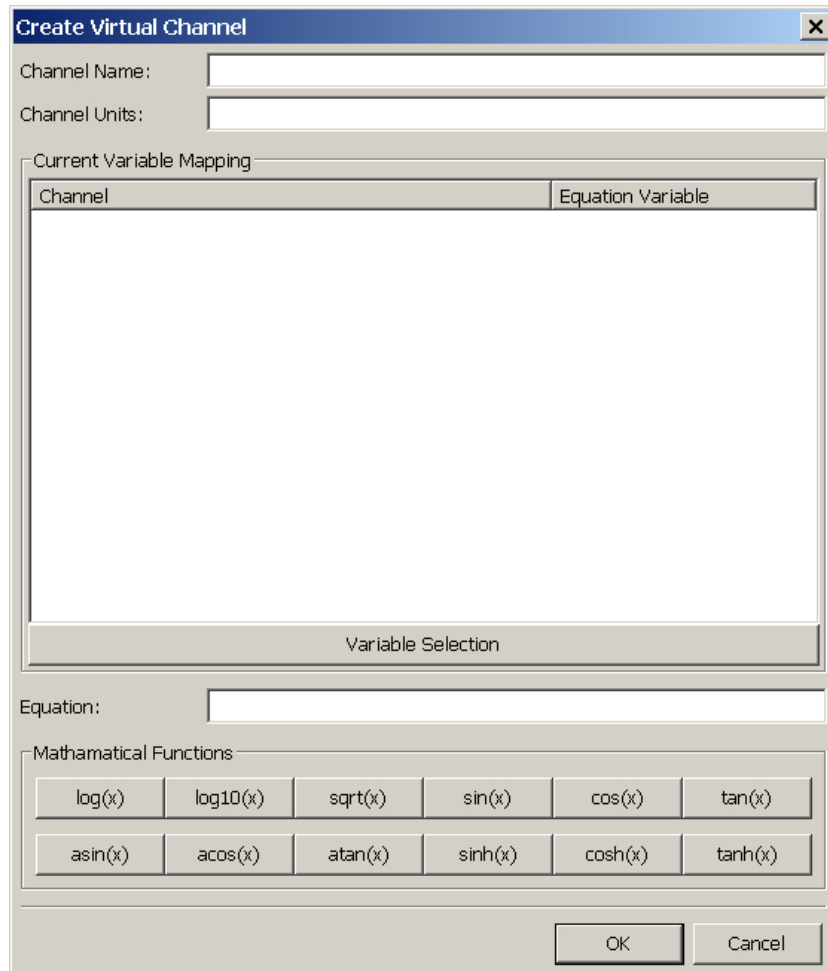 Create Virtual Channel
Channel Name:
Channel Units:
Current Variable Mapping
Channel Equation Variable
Variable Selection
Equation:
Mathamatical Functions
log(x) log10(x) sqrt(x) sin(x) cos(x) tan(x)
asin(x) acos(x) atan(x) sinh(x) cosh(x) tanh(x)
OK Cancel